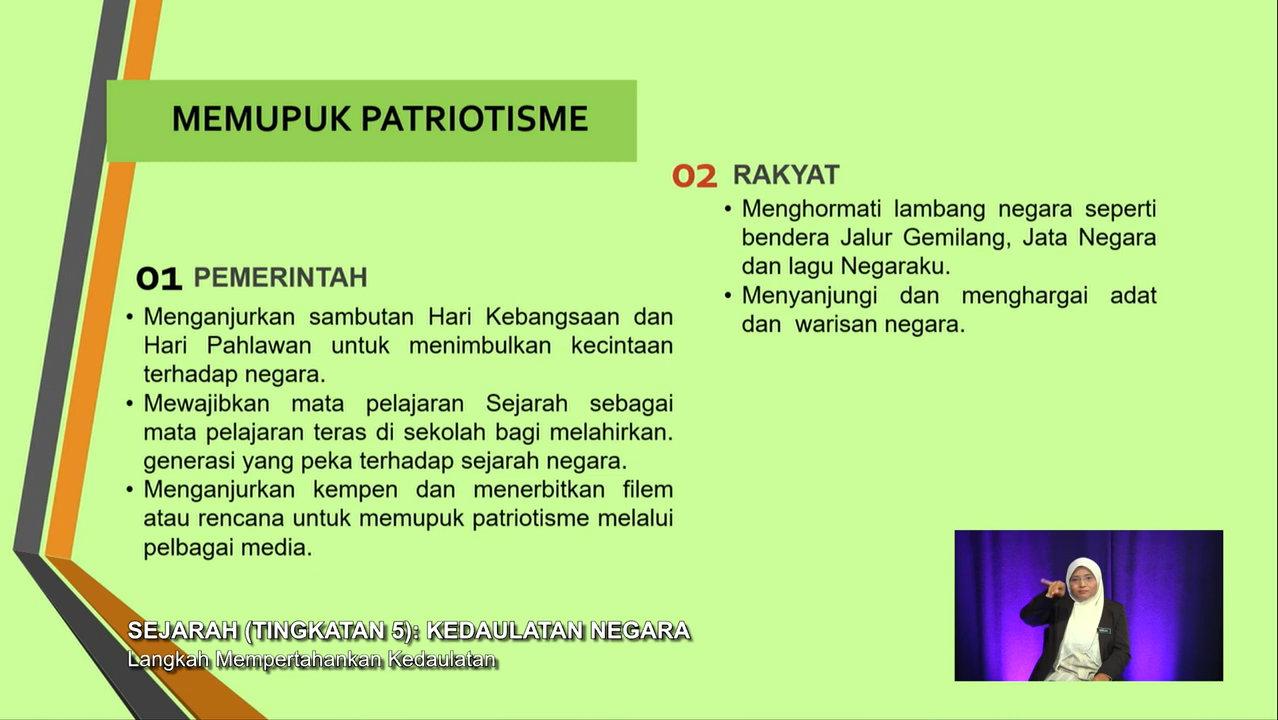 MEMUPUK PATRIOTISME
01 PEMERINTAH
• Menganjurkan sambutan Hari Kebangsaan dan
Hari Pahlawan untuk menimbulkan kecintaan
terhadap negara.
• Mewajibkan mata pelajaran Sejarah sebagai
mata pelajaran teras di sekolah bagi melahirkan.
generasi yang peka terhadap sejarah negara.
• Menganjurkan kempen dan menerbitkan filem
atau rencana untuk memupuk patriotisme melalui
pelbagai media.
02 RAKYAT
• Menghormati lambang negara seperti
bendera Jalur Gemilang, Jata Negara
dan lagu Negaraku.
• Menyanjungi dan menghargai adat
dan warisan negara.
SEJARAH (TINGKATAN 5): KEDAULATAN NEGARA
Langkah Mempertahankan Kedaulatan